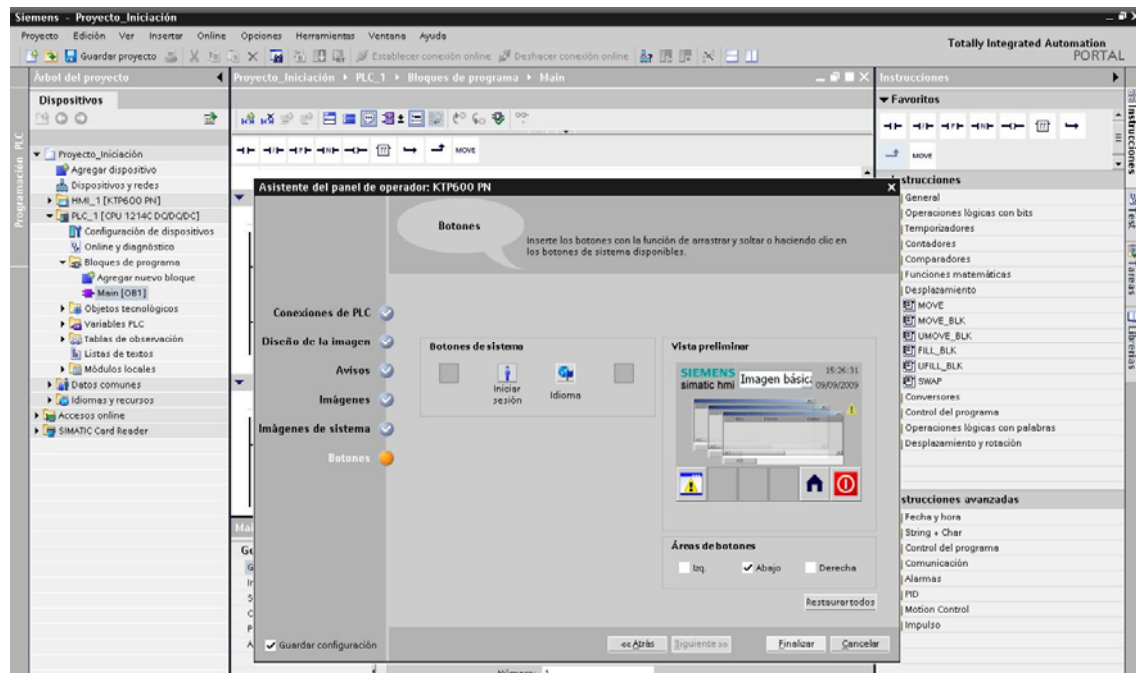 Siemens - Proyecto_Iniciación
Proyecto Edición Ver Insertar Online Opciones Herramientas Ventana Ayuda
Guardar proyecto
Establecer conexión online Deshacer conexión online
Totally Integrated Automation
PORTAL
Árbol del proyecto
Dispositivos
Programación PLC
Proyecto_Iniciación
Agregar dispositivo
Dispositivos y redes
HMI_1 [KTP600 PN]
PLC_1 [CPU 1214C DC/DC/DC]
Configuración de dispositivos
Online y diagnóstico
Bloques de programa
Agregar nuevo bloque
Main [OB1]
Objetos tecnológicos
Variables PLC
Tablas de observación
Listas de textos
Módulos locales
Datos comunes
Idiomas y recursos
Accesos online
SIMATIC Card Reader
Proyecto_Iniciación PLC_1 Bloques de programa Main
MOVE
Asistente del panel de operador: KTP600 PN
Botones
Inserte los botones con la función de arrastrar y soltar o haciendo clic en
los botones de sistema disponibles.
Conexiones de PLC
Diseño de la imagen
Avisos
Imágenes
Imágenes de sistema
Botones
Botones de sistema
Iniciar
sesión
Idioma
Vista preliminar
SIEMENS
simatic hmi
Imagen básic
15:26:31
09/09/2009
Áreas de botones
Izq. Abajo Derecha
Restaurar todos
Guardar configuración
<< Atrás Siguiente >> Finalizar Cancelar
Número: 1
Instrucciones
Favoritos
MOVE
strucciones
General
Operaciones lógicas con bits
Temporizadores
Contadores
Comparadores
Funciones matemáticas
Desplazamiento
MOVE
MOVE_BLK
UMOVE_BLK
FILL_BLK
UFILL_BLK
SWAP
Conversores
Control del programa
Operaciones lógicas con palabras
Desplazamiento y rotación
strucciones avanzadas
Fecha y hora
String + Char
Control del programa
Comunicación
Alarmas
PID
Motion Control
Impulso
Instrucciones
Test
Tareas
Librerías